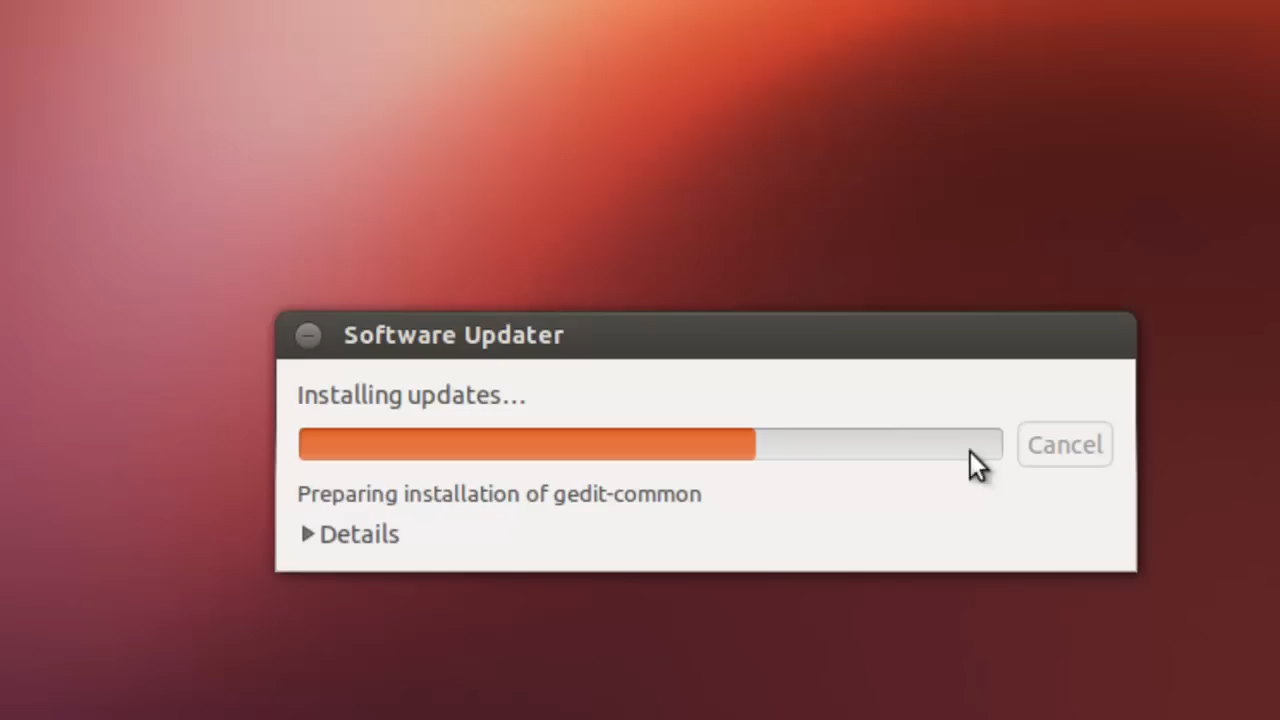 Software Updater
Installing updates...
Cancel
Preparing installation of gedit-common
Details